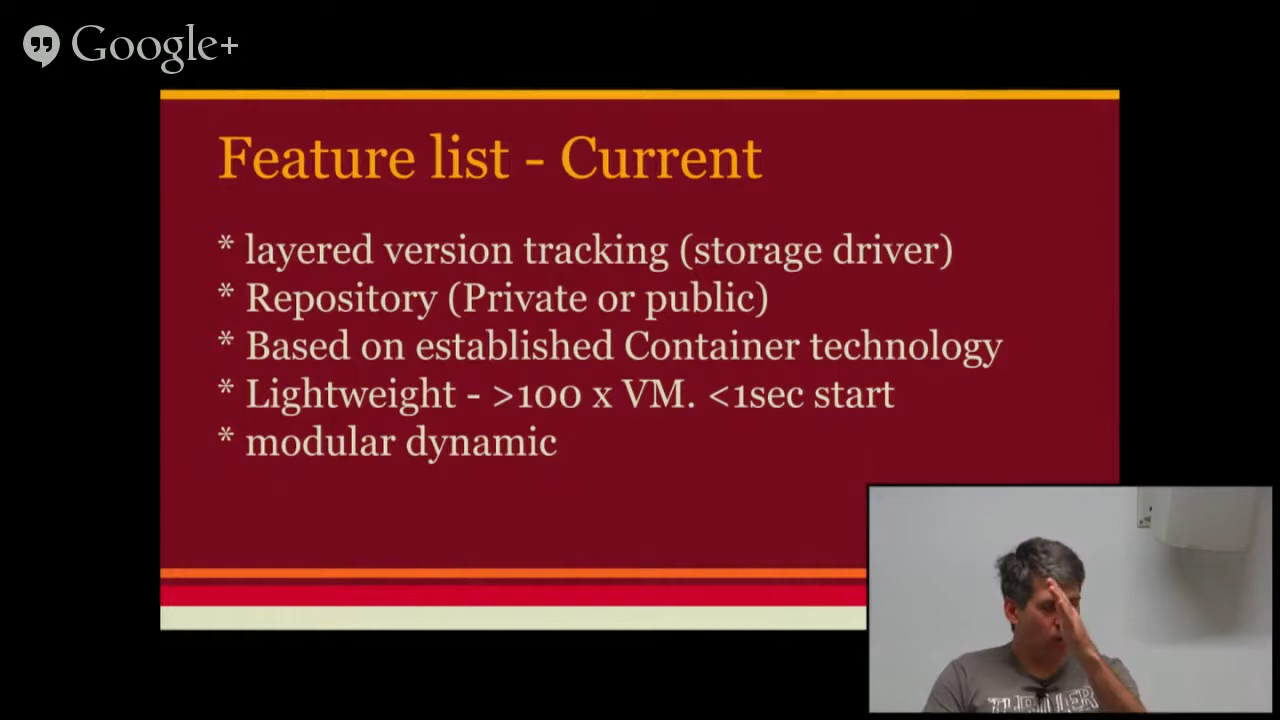 Google+
Feature list - Current
* layered version tracking (storage driver)
* Repository (Private or public)
* Based on established Container technology
* Lightweight - >100 x VM. <1sec start
* modular dynamic
THRILLER